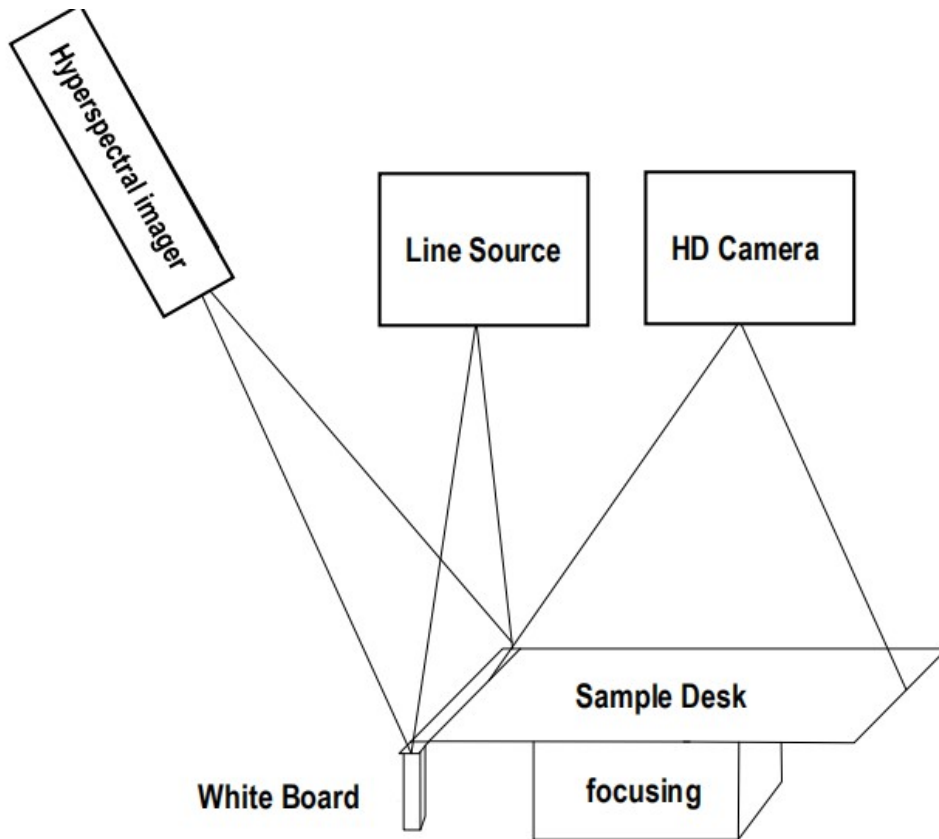 Hyperspectral imager
Line Source
HD Camera
Sample Desk
White Board
focusing